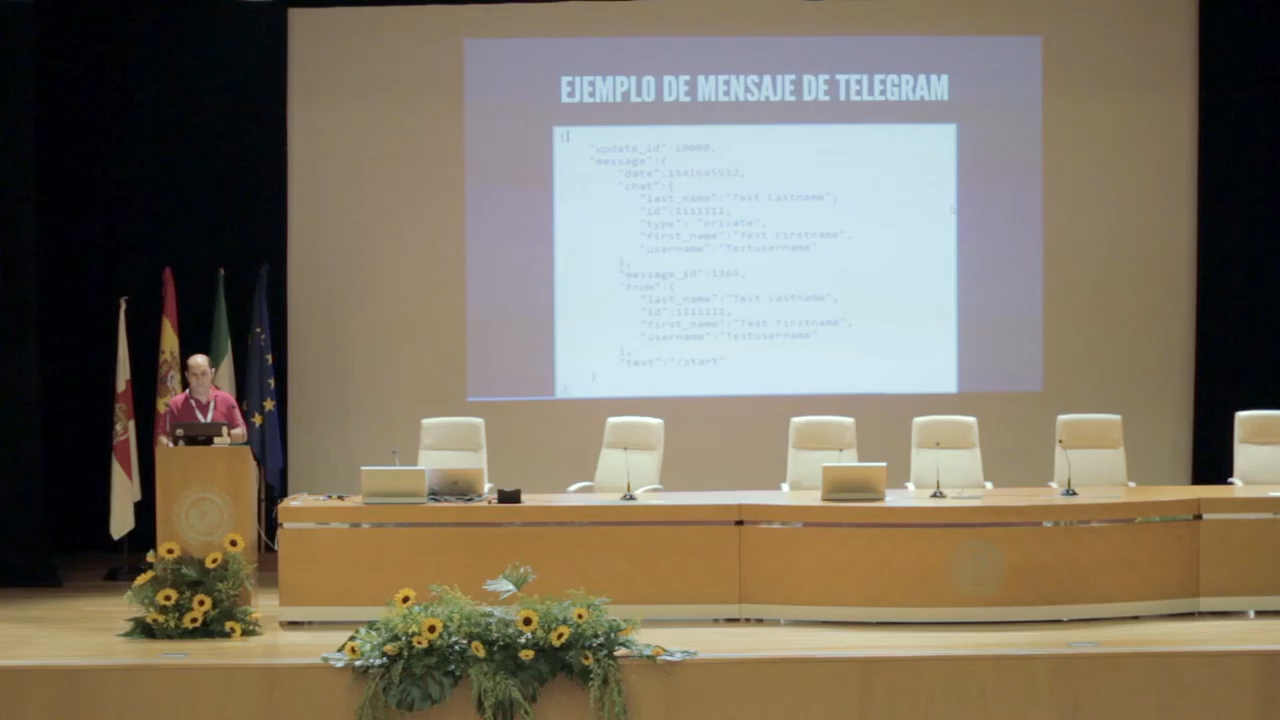 EJEMPLO DE MENSAJE DE TELEGRAM
{
"update_id":10000,
"message":{
"date":1441645532,
"chat":{
"last_name":"Test Lastname",
"id":1111111,
"type": "private",
"first_name":"Test Firstname",
"username":"Testusername"
},
"message_id":1365,
"from":{
"last_name":"Test Lastname",
"id":1111111,
"first_name":"Test Firstname",
"username":"Testusername"
},
"text":"/start"
}
}